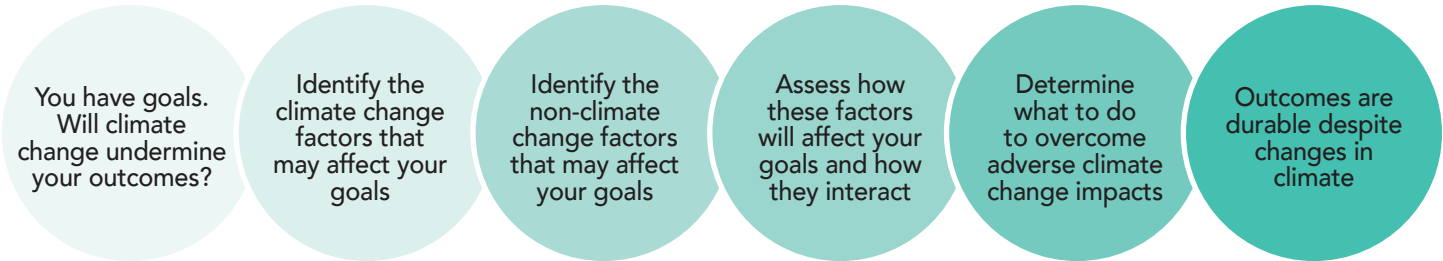 You have goals.
Will climate
change undermine
your outcomes?
Identify the
climate change
factors that
may affect your
goals
Identify the
non-climate
change factors
that may affect
your goals
Assess how
these factors
will affect your
goals and how
they interact
Determine
what to do
to overcome
adverse climate
change impacts
Outcomes are
durable despite
changes in
climate